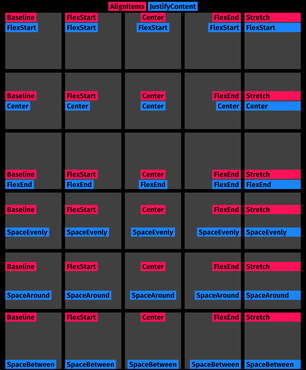 AlignItems JustifyContent
Baseline FlexStart Center FlexEnd Stretch
FlexStart FlexStart FlexStart FlexStart FlexStart
Baseline FlexStart Center FlexEnd Stretch
Center Center Center Center Center
Baseline FlexStart Center FlexEnd Stretch
FlexEnd FlexEnd FlexEnd FlexEnd FlexEnd
Baseline FlexStart Center FlexEnd Stretch
SpaceEvenly SpaceEvenly SpaceEvenly SpaceEvenly SpaceEvenly
Baseline FlexStart Center FlexEnd Stretch
SpaceAround SpaceAround SpaceAround SpaceAround SpaceAround
Baseline FlexStart Center FlexEnd Stretch
SpaceBetween SpaceBetween SpaceBetween SpaceBetween SpaceBetween